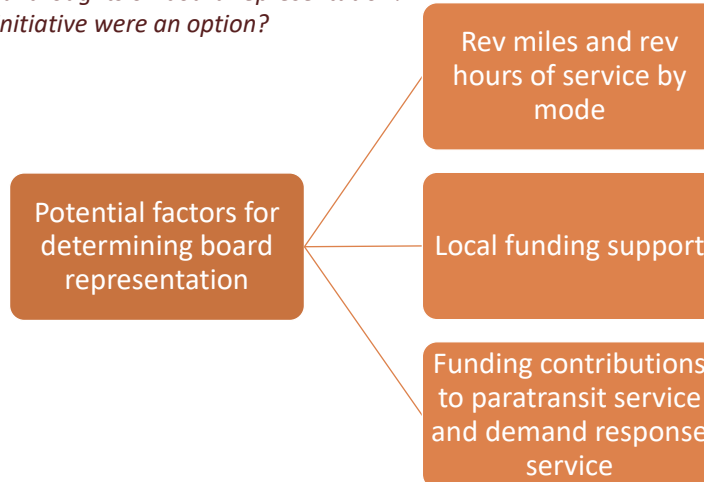 nitiative were an option?
Rev miles and rev
hours of service by
mode
Potential factors for
determining board
representation
Local funding support
Funding contributions
to paratransit service
and demand response
service